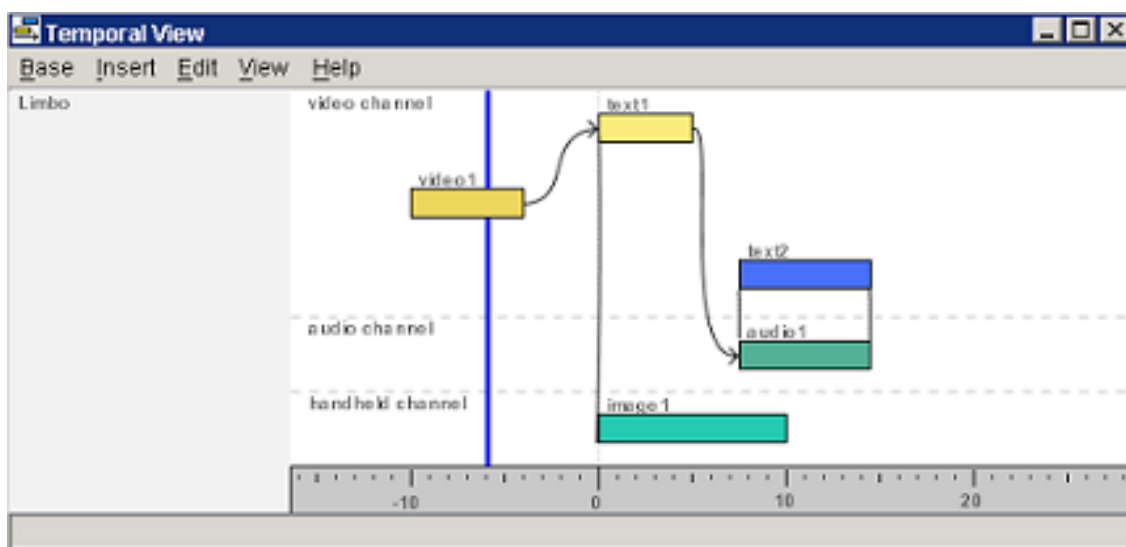 Temporal View
Base Insert Edit View Help
Limbo
video channel
text1
video1
text2
audio channel
audio1
handheld channel
image1
-10 0 10 20